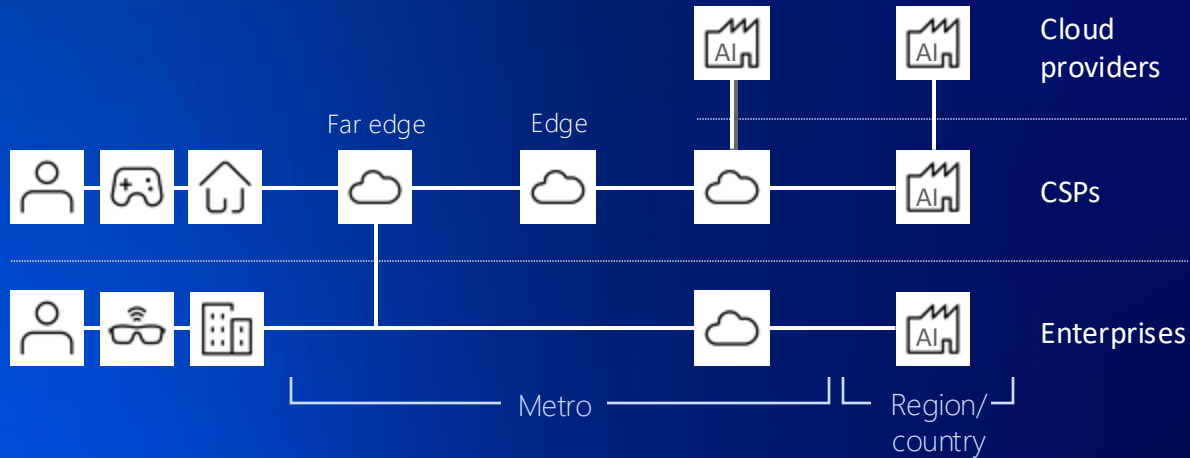 AI
AI
Cloud
providers
Far edge
Edge
AI
CSPs
AI
Enterprises
Metro
Region/
country